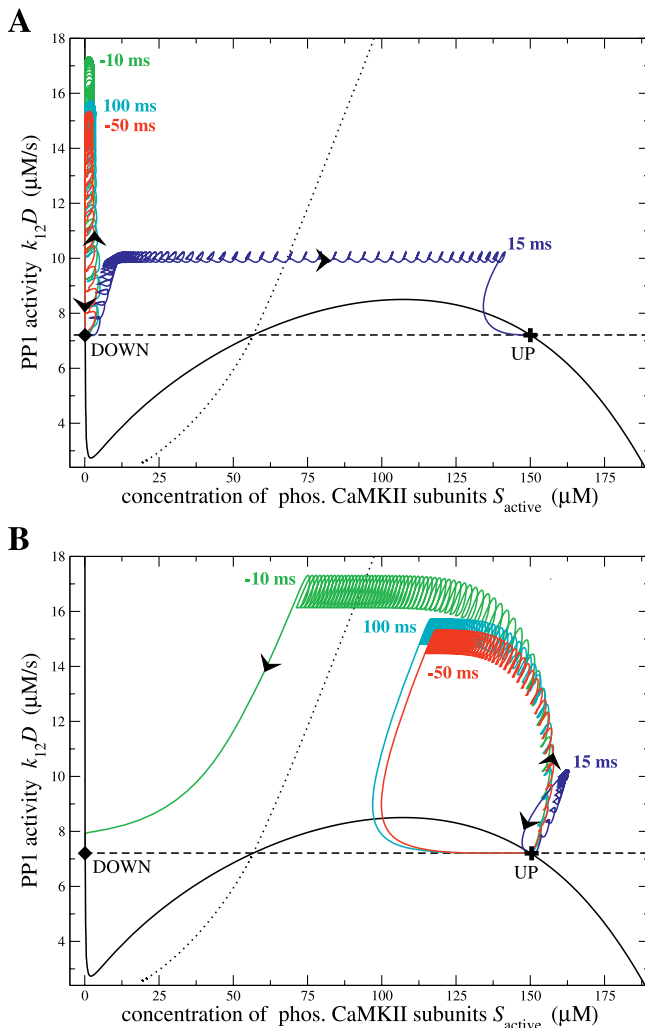 A
18
16
14
12
10
8
6
4
PP1 activity k12D (µM/s)
-10 ms
100 ms
-50 ms
15 ms
DOWN
UP
0 25 50 75 100 125 150 175
concentration of phos. CaMKII subunits Sactive (µM)
B
18
16
14
12
10
8
6
4
PP1 activity k12D (µM/s)
-10 ms
100 ms
-50 ms
15 ms
DOWN
UP
0 25 50 75 100 125 150 175
concentration of phos. CaMKII subunits Sactive (µM)